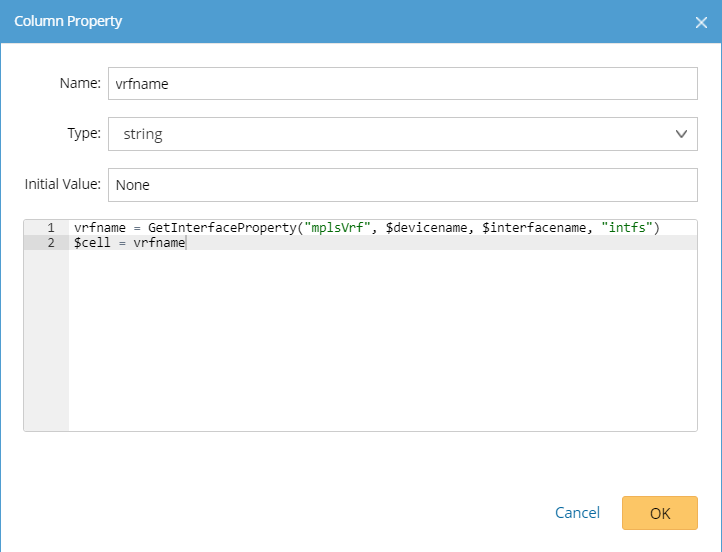 Column Property
Name: vrfname
Type: string
Initial Value: None
1 vrfname = GetInterfaceProperty("mplsVrf", $devicename, $interfacename, "intfs")
2 $cell = vrfname
Cancel OK